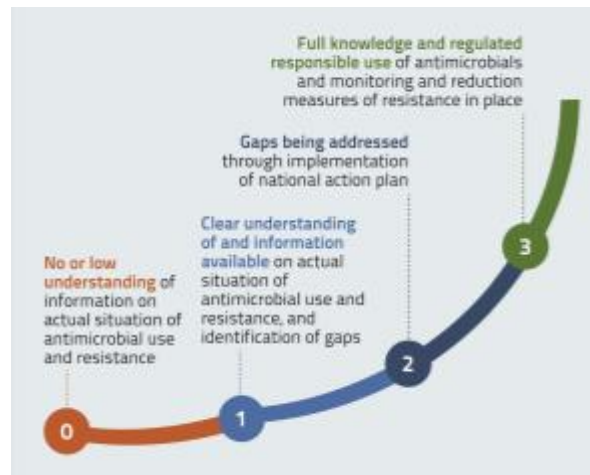 Full knowledge and regulated
responsible use of antimicrobials
and monitoring and reduction
measures of resistance in place
Gaps being addressed
through implementation
of national action plan
Clear understanding
of and information
available on actual
situation of
antimicrobial use and
resistance, and
identification of gaps
No or low
understanding of
information on
actual situation of
antimicrobial use
and resistance
0
1
2
3